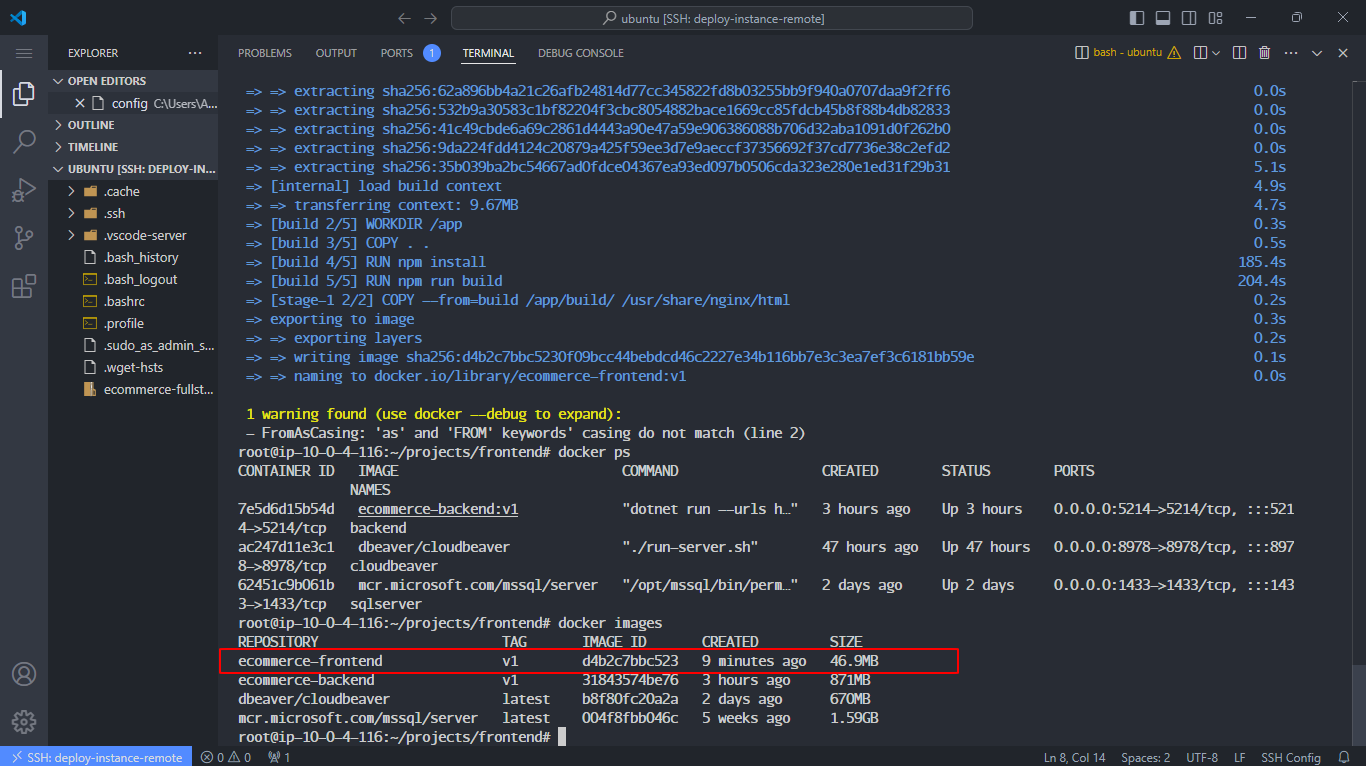 ubuntu [SSH: deploy-instance-remote]
EXPLORER
OPEN EDITORS
config C:\Users\A...
OUTLINE
TIMELINE
UBUNTU [SSH: DEPLOY-IN...
.cache
.ssh
.vscode-server
.bash_history
.bash_logout
.bashrc
.profile
.sudo_as_admin_s...
.wget-hsts
ecommerce-fullst...
PROBLEMS OUTPUT PORTS 1 TERMINAL DEBUG CONSOLE
bash - ubuntu
=> => extracting sha256:62a896bb4a21c26afb24814d77cc345822fd8b03255bb9f940a0707daa9f2ff6 0.0s
=> => extracting sha256:532b9a30583c1bf82204f3cbc8054882bace1669cc85fdcb45b8f88b4db82833 0.0s
=> => extracting sha256:41c49cbde6a69c2861d4443a90e47a59e906386088b706d32aba1091d0f262b0 0.0s
=> => extracting sha256:9da224fdd4124c20879a425f59ee3d7e9aeccf37356692f37cd7736e38c2efd2 0.0s
=> => extracting sha256:35b039ba2bc54667ad0fdce04367ea93ed097b0506cda323e280e1ed31f29b31 5.1s
=> [internal] load build context 4.9s
=> => transferring context: 9.67MB 4.7s
=> [build 2/5] WORKDIR /app 0.3s
=> [build 3/5] COPY . . 0.5s
=> [build 4/5] RUN npm install 185.4s
=> [build 5/5] RUN npm run build 204.4s
=> [stage-1 2/2] COPY --from=build /app/build/ /usr/share/nginx/html 0.2s
=> exporting to image 0.3s
=> => exporting layers 0.2s
=> => writing image sha256:d4b2c7bbc5230f09bcc44bebdcd46c2227e34b116bb7e3c3ea7ef3c6181bb59e 0.1s
=> => naming to docker.io/library/ecommerce-frontend:v1 0.0s
1 warning found (use docker --debug to expand):
- FromAsCasing: 'as' and 'FROM' keywords' casing do not match (line 2)
root@ip-10-0-4-116:~/projects/frontend# docker ps
CONTAINER ID IMAGE COMMAND CREATED STATUS PORTS
NAMES
7e5d6d15b54d ecommerce-backend:v1 "dotnet run --urls h…" 3 hours ago Up 3 hours 0.0.0.0:5214->5214/tcp, :::521
4->5214/tcp backend
ac247d11e3c1 dbeaver/cloudbeaver "./run-server.sh" 47 hours ago Up 47 hours 0.0.0.0:8978->8978/tcp, :::897
8->8978/tcp cloudbeaver
62451c9b061b mcr.microsoft.com/mssql/server "/opt/mssql/bin/perm…" 2 days ago Up 2 days 0.0.0.0:1433->1433/tcp, :::143
3->1433/tcp sqlserver
root@ip-10-0-4-116:~/projects/frontend# docker images
REPOSITORY TAG IMAGE ID CREATED SIZE
ecommerce-frontend v1 d4b2c7bbc523 9 minutes ago 46.9MB
ecommerce-backend v1 31843574be76 3 hours ago 871MB
dbeaver/cloudbeaver latest b8f80fc20a2a 2 days ago 670MB
mcr.microsoft.com/mssql/server latest 004f8fbb046c 5 weeks ago 1.59GB
root@ip-10-0-4-116:~/projects/frontend#
SSH: deploy-instance-remote 0 0 1 Ln 8, Col 14 Spaces: 2 UTF-8 LF SSH Config